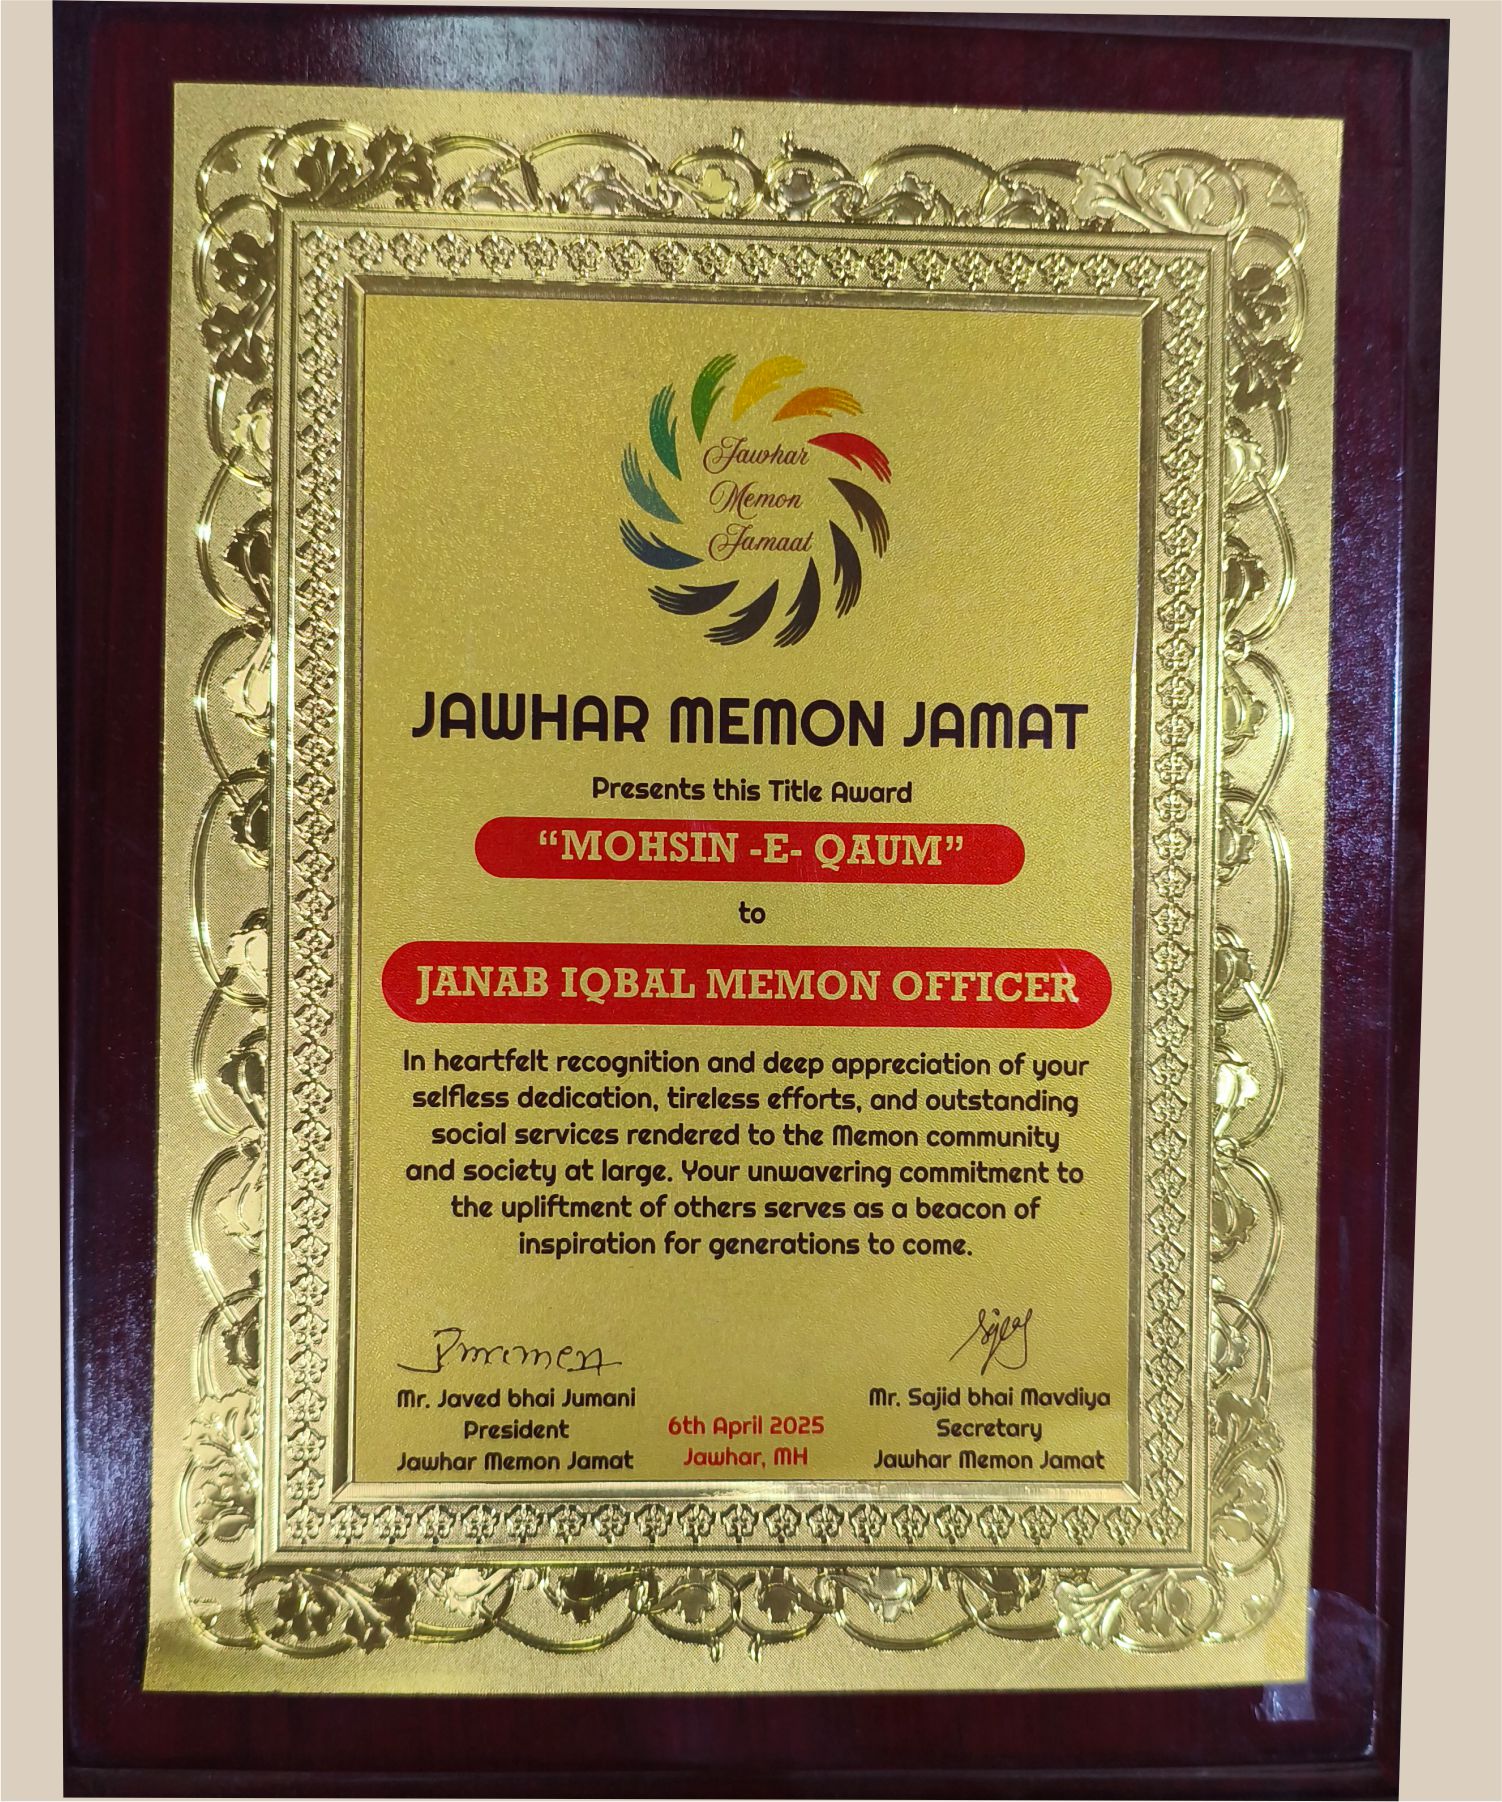 Jawhar
Memon
Jamaat
JAWHAR MEMON JAMAT
Presents this Title Award
“MOHSIN -E- QAUM”
to
JANAB IQBAL MEMON OFFICER
In heartfelt recognition and deep appreciation of your
selfless dedication, tireless efforts, and outstanding
social services rendered to the Memon community
and society at large. Your unwavering commitment to
the upliftment of others serves as a beacon of
inspiration for generations to come.
Mr. Javed bhai Jumani
President
Jawhar Memon Jamat
6th April 2025
Jawhar, MH
Mr. Sajid bhai Mavdiya
Secretary
Jawhar Memon Jamat